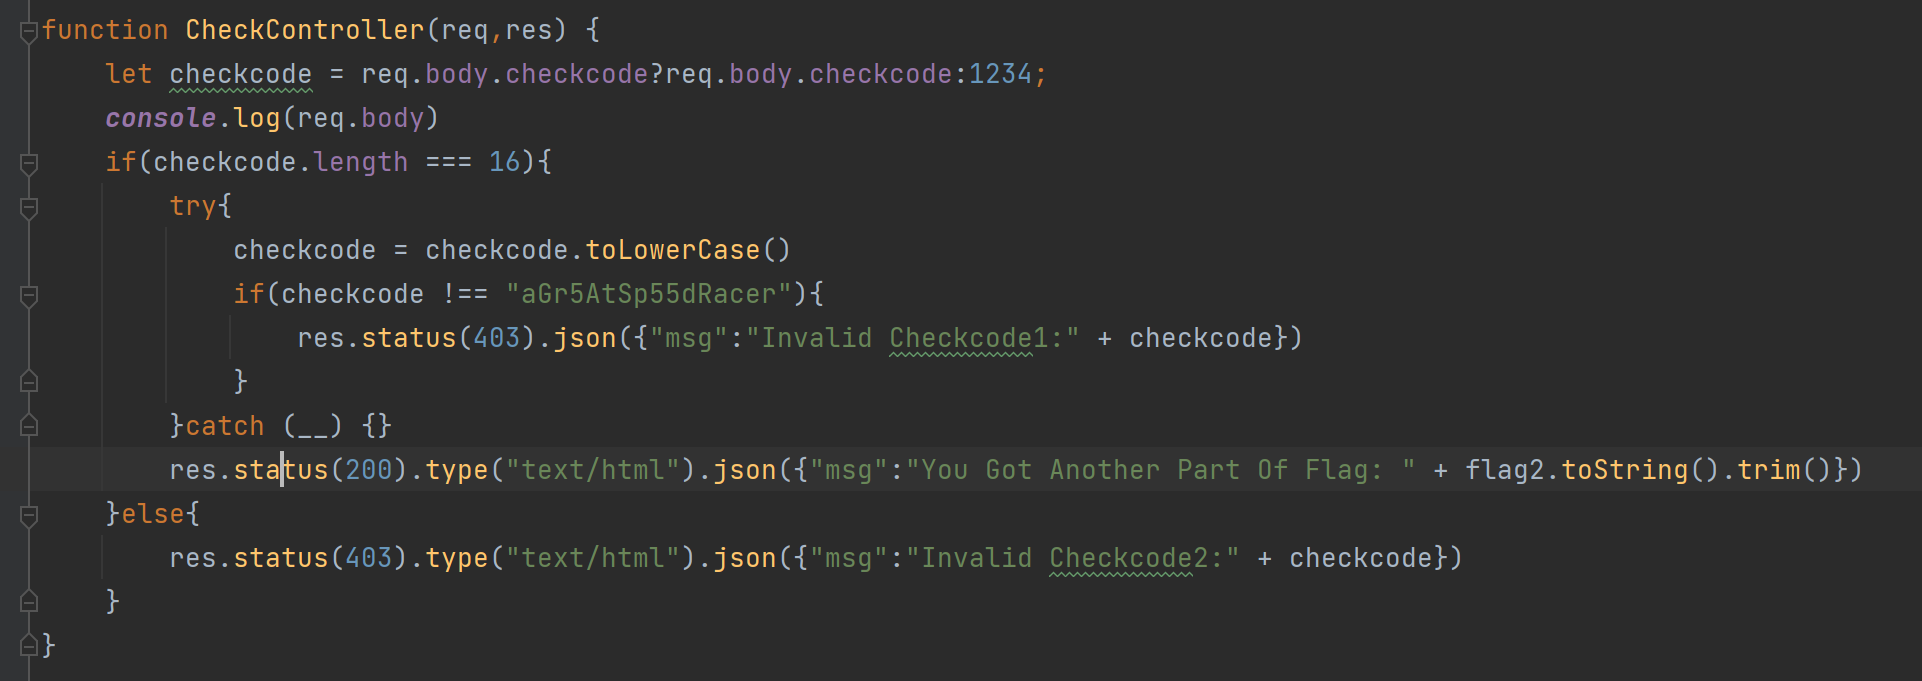 function CheckController(req,res) {
    let checkcode = req.body.checkcode?req.body.checkcode:1234;
    console.log(req.body)
    if(checkcode.length === 16){
        try{
            checkcode = checkcode.toLowerCase()
            if(checkcode !== "aGr5AtSp55dRacer"){
                res.status(403).json({"msg":"Invalid Checkcode1:" + checkcode})
            }
        }catch (__) {}
        res.status(200).type("text/html").json({"msg":"You Got Another Part Of Flag: " + flag2.toString().trim()})
    }else{
        res.status(403).type("text/html").json({"msg":"Invalid Checkcode2:" + checkcode})
    }
}